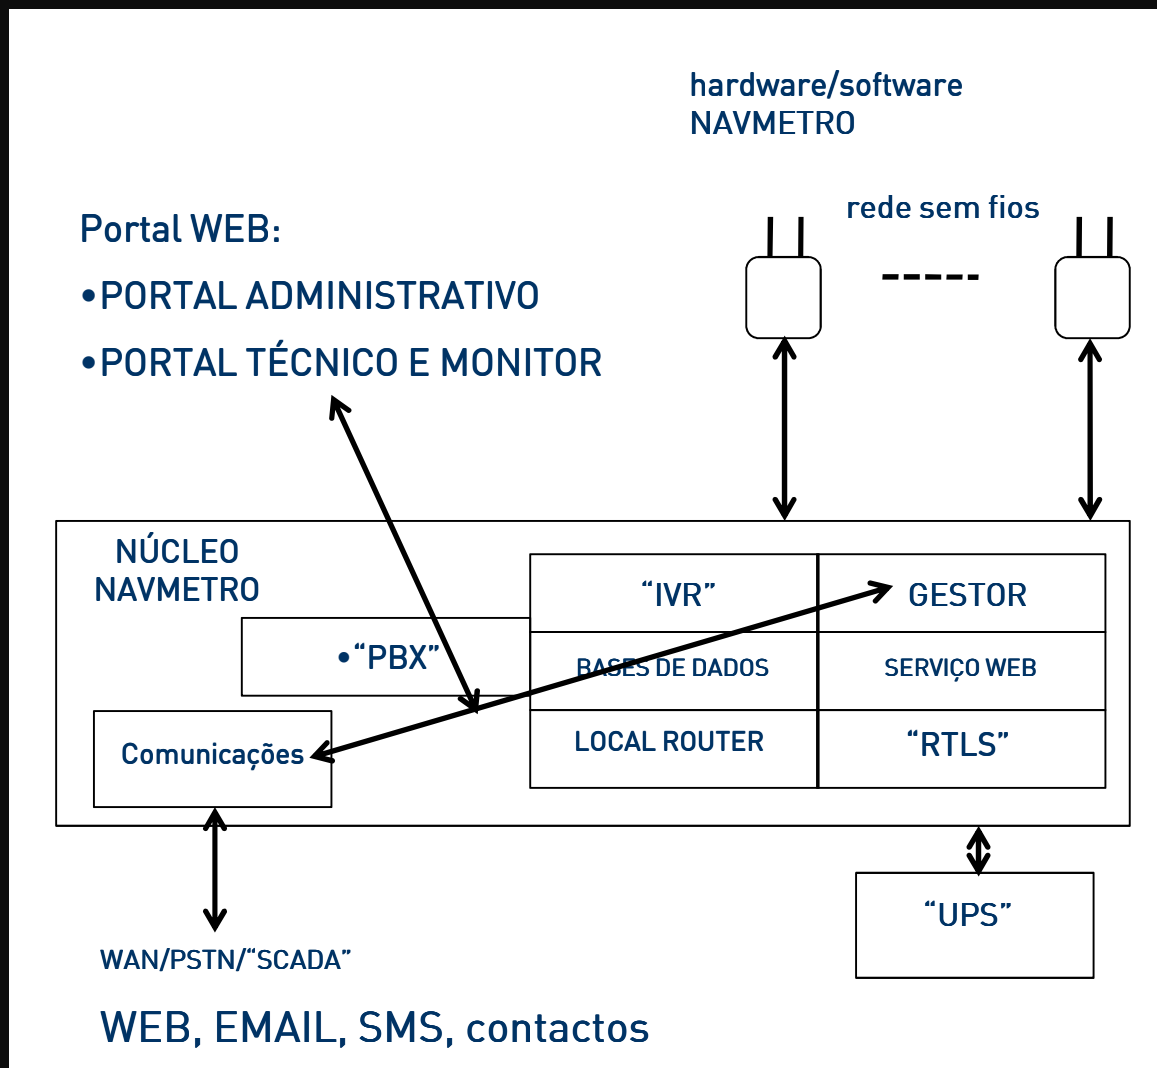 hardware/software
NAVMETRO
rede sem fios
Portal WEB:
•PORTAL ADMINISTRATIVO
•PORTAL TÉCNICO E MONITOR
NÚCLEO
NAVMETRO
“IVR”
GESTOR
•“PBX”
BASES DE DADOS
SERVIÇO WEB
LOCAL ROUTER
“RTLS”
Comunicações
“UPS”
WAN/PSTN/“SCADA”
WEB, EMAIL, SMS, contactos